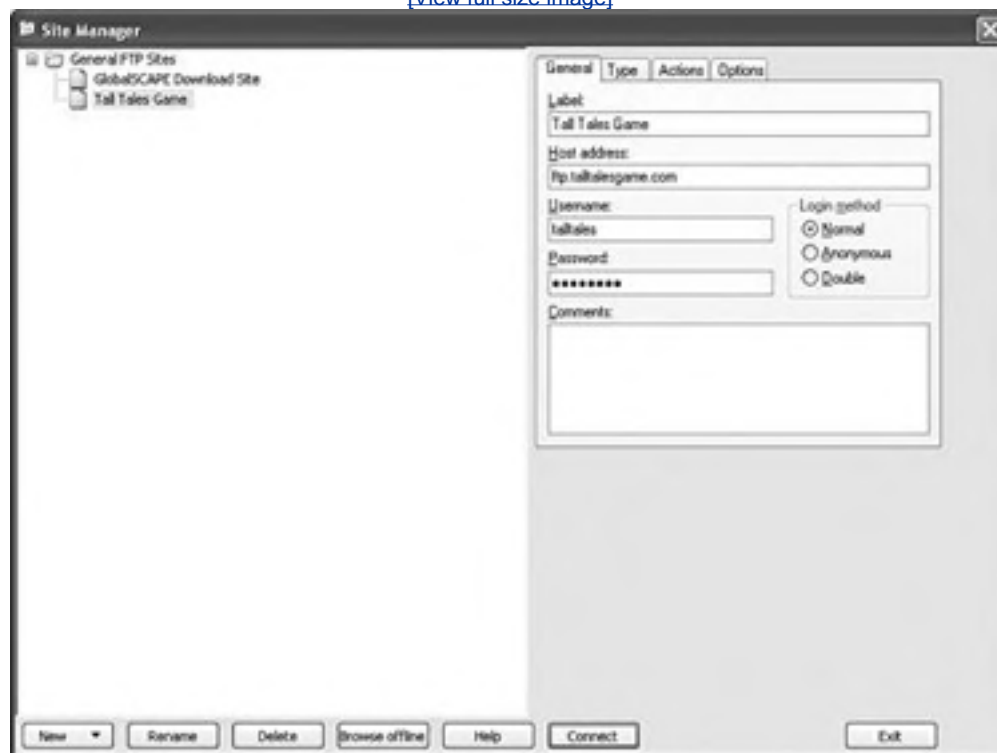 [View full size image]
Site Manager
General FTP Sites
GlobalSCAPE Download Site
Tall Tales Game
General Type Actions Options
Label:
Tall Tales Game
Host address:
ftp.talltalesgame.com
Username: Login method
talltales Normal
Password: Anonymous
•••••••• Double
Comments:
New Rename Delete Browse offline Help Connect Exit